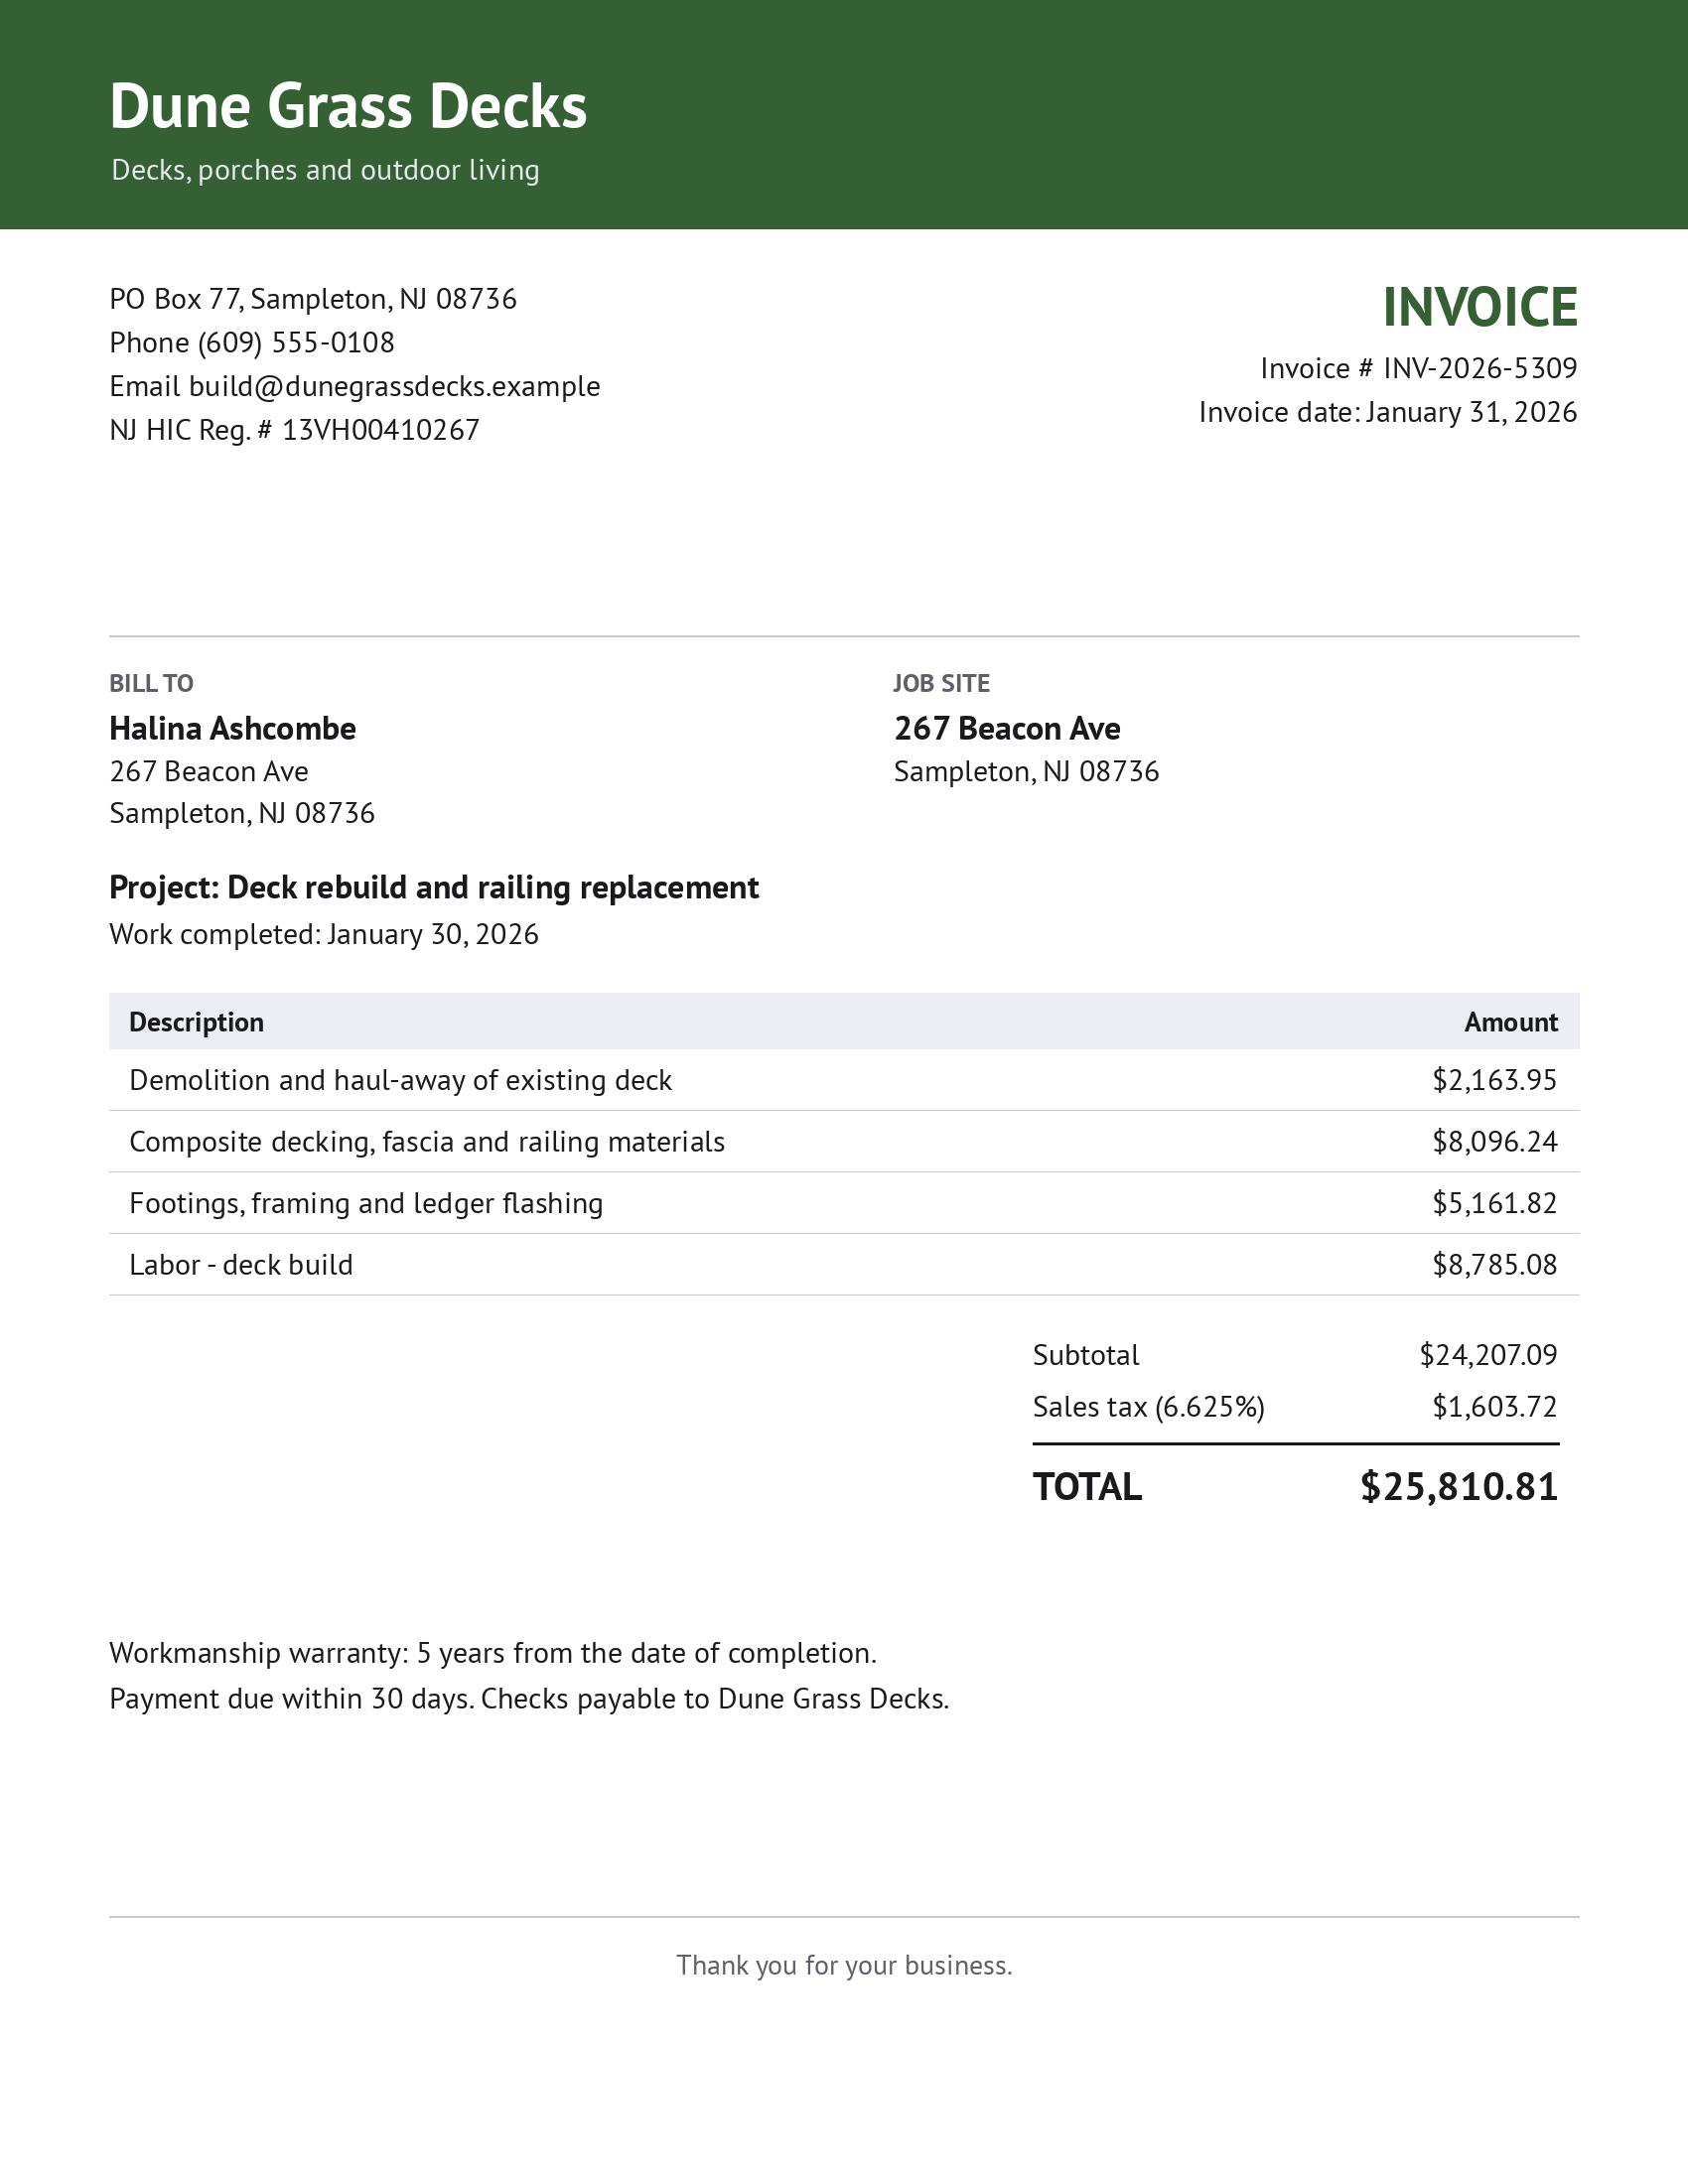 Dune Grass Decks
Decks, porches and outdoor living
PO Box 77, Sampleton, NJ 08736
Phone (609) 555-0108
Email build@dunegrassdecks.example
NJ HIC Reg. # 13VH00410267
INVOICE
Invoice # INV-2026-5309
Invoice date: January 31, 2026
BILL TO
Halina Ashcombe
267 Beacon Ave
Sampleton, NJ 08736
JOB SITE
267 Beacon Ave
Sampleton, NJ 08736
Project: Deck rebuild and railing replacement
Work completed: January 30, 2026
Description Amount
Demolition and haul-away of existing deck $2,163.95
Composite decking, fascia and railing materials $8,096.24
Footings, framing and ledger flashing $5,161.82
Labor - deck build $8,785.08
Subtotal $24,207.09
Sales tax (6.625%) $1,603.72
TOTAL $25,810.81
Workmanship warranty: 5 years from the date of completion.
Payment due within 30 days. Checks payable to Dune Grass Decks.
Thank you for your business.